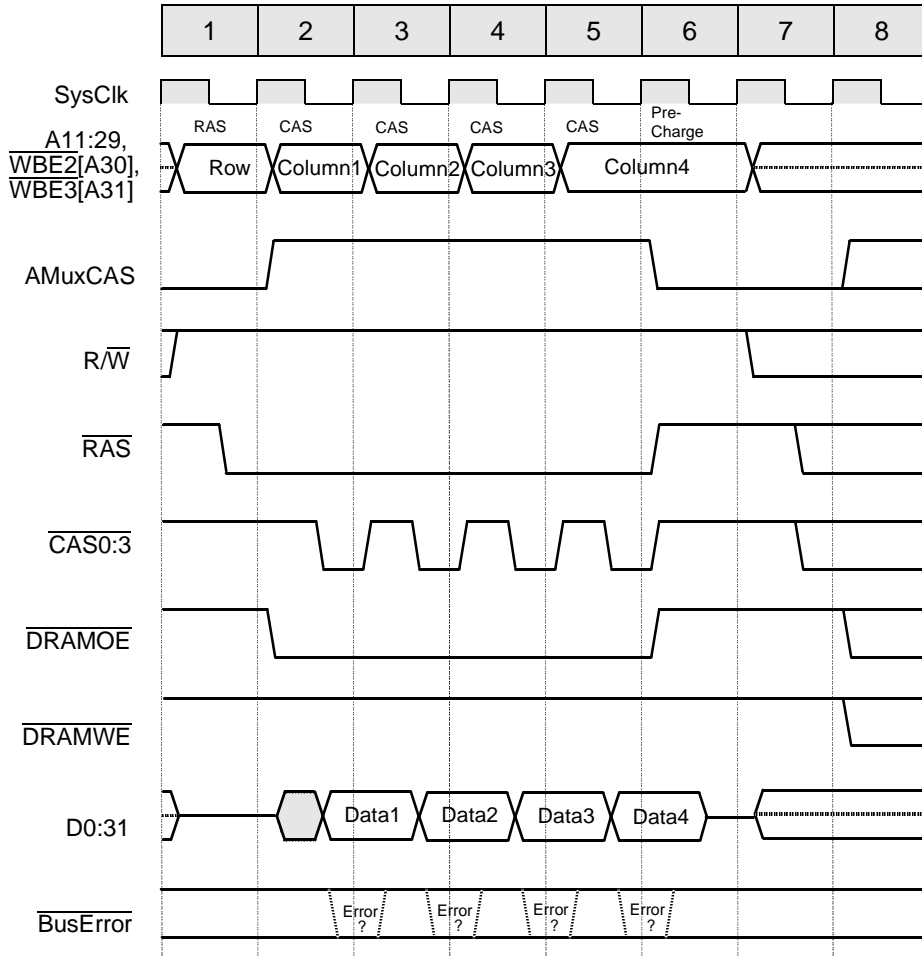 1 2 3 4 5 6 7 8
SysClk
RAS CAS CAS CAS CAS Pre-
Charge
A11:29,
WBE2[A30],
WBE3[A31]
Row Column1 Column2 Column3 Column4
AMuxCAS
R/W
RAS
CAS0:3
DRAMOE
DRAMWE
D0:31
Data1 Data2 Data3 Data4
BusError
Error Error Error Error
? ? ? ?